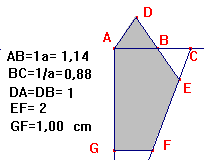 D
A
B
C
AB=1a= 1,14
BC=1/a=0,88
DA=DB= 1
E
EF= 2
GF=1,00 cm
G
F